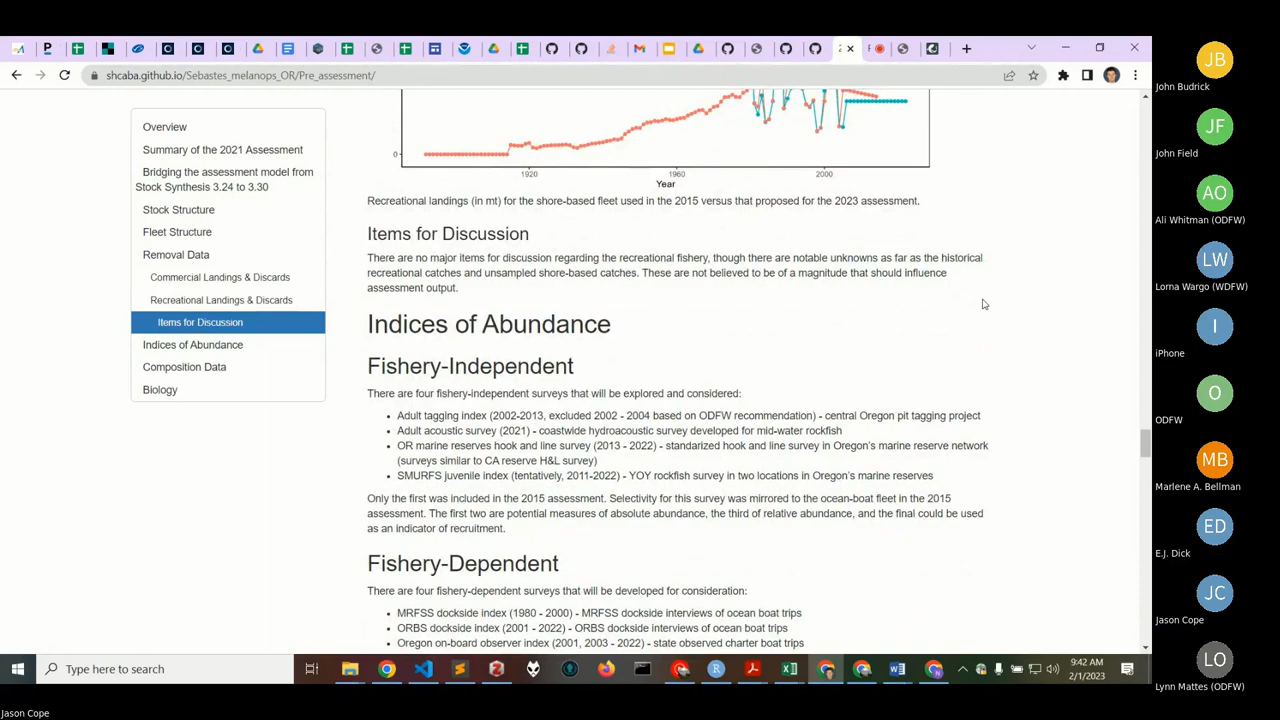 shcaba.github.io/Sebastes_melanops_OR/Pre_assessment/
Overview
Summary of the 2021 Assessment
Bridging the assessment model from
Stock Synthesis 3.24 to 3.30
Stock Structure
Fleet Structure
Removal Data
Commercial Landings & Discards
Recreational Landings & Discards
Items for Discussion
Indices of Abundance
Composition Data
Biology
0
1920
1960
2000
Year
Recreational landings (in mt) for the shore-based fleet used in the 2015 versus that proposed for the 2023 assessment.
Items for Discussion
There are no major items for discussion regarding the recreational fishery, though there are notable unknowns as far as the historical
recreational catches and unsampled shore-based catches. These are not believed to be of a magnitude that should influence
assessment output.
Indices of Abundance
Fishery-Independent
There are four fishery-independent surveys that will be explored and considered:
• Adult tagging index (2002-2013, excluded 2002 - 2004 based on ODFW recommendation) - central Oregon pit tagging project
• Adult acoustic survey (2021) - coastwide hydroacoustic survey developed for mid-water rockfish
• OR marine reserves hook and line survey (2013 - 2022) - standarized hook and line survey in Oregon's marine reserve network
(surveys similar to CA reserve H&L survey)
• SMURFS juvenile index (tentatively, 2011-2022) - YOY rockfish survey in two locations in Oregon's marine reserves
Only the first was included in the 2015 assessment. Selectivity for this survey was mirrored to the ocean-boat fleet in the 2015
assessment. The first two are potential measures of absolute abundance, the third of relative abundance, and the final could be used
as an indicator of recruitment.
Fishery-Dependent
There are four fishery-dependent surveys that will be developed for consideration:
• MRFSS dockside index (1980 - 2000) - MRFSS dockside interviews of ocean boat trips
• ORBS dockside index (2001 - 2022) - ORBS dockside interviews of ocean boat trips
• Oregon on-board observer index (2001, 2003 - 2022) - state observed charter boat trips
Type here to search
9:42 AM
2/1/2023
JB
John Budrick
JF
John Field
AO
Ali Whitman (ODFW)
LW
Lorna Wargo (WDFW)
I
iPhone
O
ODFW
MB
Marlene A. Bellman
ED
E.J. Dick
JC
Jason Cope
LO
Lynn Mattes (ODFW)
Jason Cope